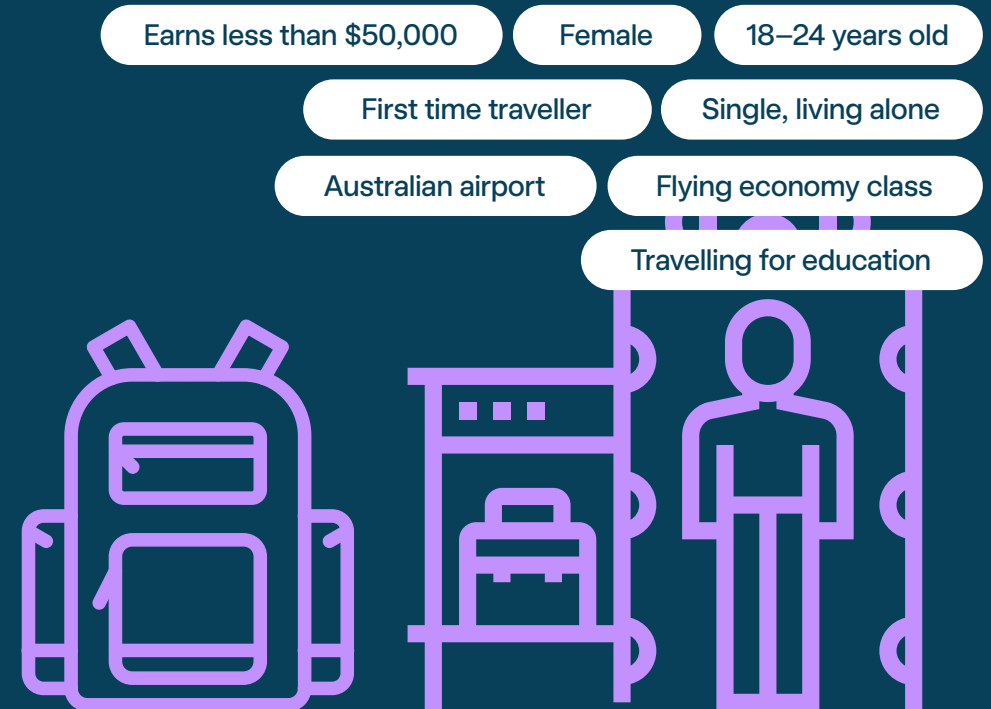 Earns less than $50,000 Female 18–24 years old
First time traveller Single, living alone
Australian airport Flying economy class
Travelling for education